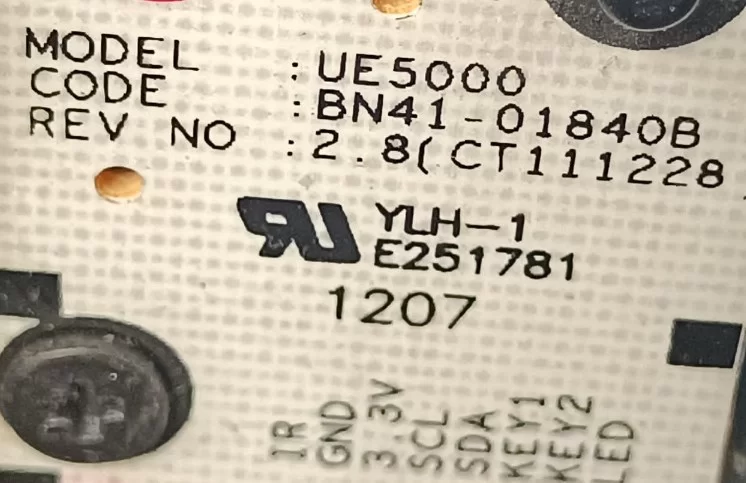 MODEL : UE5000
CODE : BN41-01840B
REV NO : 2.8(CT111228
YLH-1
E251781
1207
IR
GND
3.3V
SCL
SDA
KEY1
KEY2
LED